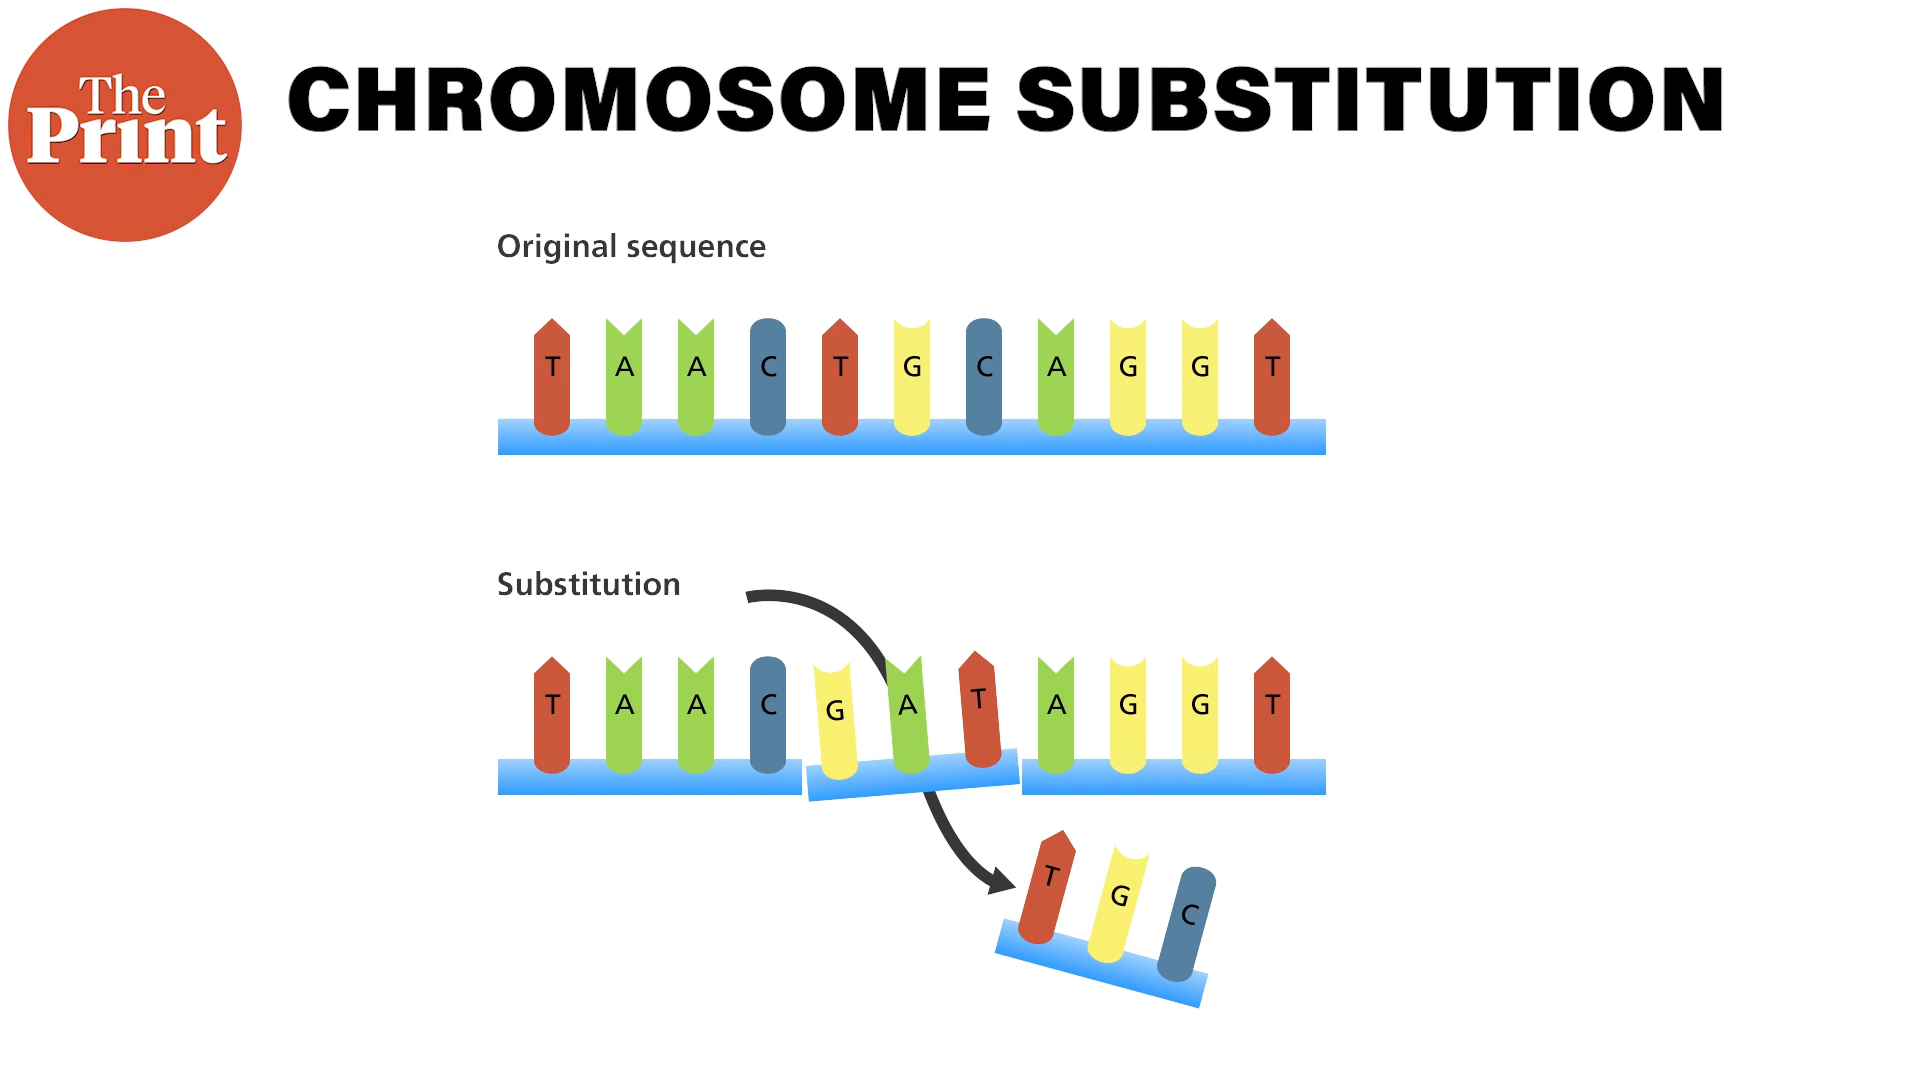 The
Print
CHROMOSOME SUBSTITUTION
Original sequence
T A A C T G C A G G T
Substitution
T A A C G A T A G G T
T G C